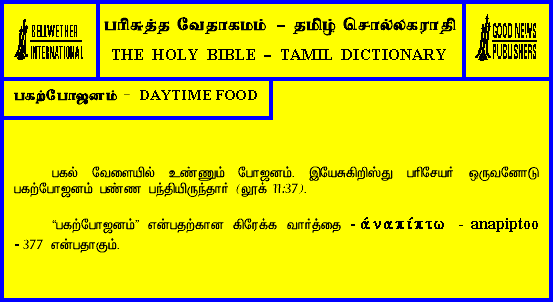 BELLWETHER
INTERNATIONAL
பரிசுத்த வேதாகமம் - தமிழ் சொல்லகராதி
THE HOLY BIBLE – TAMIL DICTIONARY
GOOD NEWS
PUBLISHERS
பகற்போஜனம் - DAYTIME FOOD
பகல் வேளையில் உண்ணும் போஜனம். இயேசுகிறிஸ்து பரிசேயர் ஒருவனோடு
பகற்போஜனம் பண்ண பந்தியிருந்தார் (லூக் 11:37).
“பகற்போஜனம்” என்பதற்கான கிரேக்க வார்த்தை - άναπίπτω - anapiptoo
- 377 என்பதாகும்.